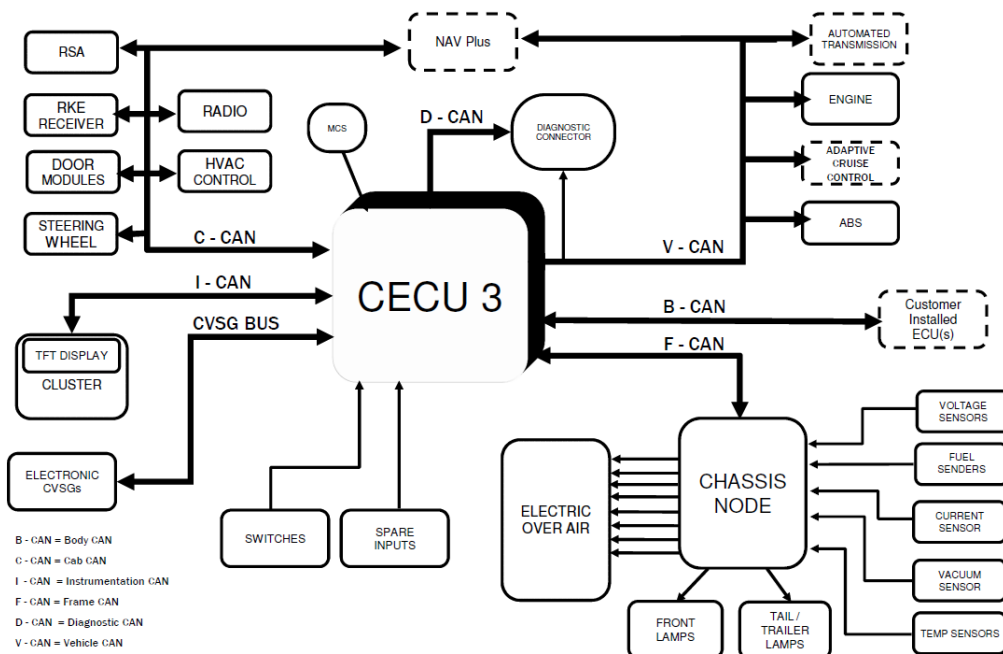 RSA
NAV Plus
AUTOMATED
TRANSMISSION
RKE
RECEIVER
RADIO
MCS
D - CAN
DIAGNOSTIC
CONNECTOR
ENGINE
DOOR
MODULES
HVAC
CONTROL
ADAPTIVE
CRUISE
CONTROL
STEERING
WHEEL
ABS
C - CAN
V - CAN
I - CAN
CECU 3
CVSG BUS
B - CAN
Customer
Installed
ECU(s)
F - CAN
TFT DISPLAY
CLUSTER
VOLTAGE
SENSORS
FUEL
SENDERS
ELECTRONIC
CVSGs
CHASSIS
NODE
ELECTRIC
OVER AIR
CURRENT
SENSOR
SWITCHES
SPARE
INPUTS
VACUUM
SENSOR
FRONT
LAMPS
TAIL /
TRAILER
LAMPS
TEMP SENSORS
B - CAN = Body CAN
C - CAN = Cab CAN
I - CAN = Instrumentation CAN
F - CAN = Frame CAN
D - CAN = Diagnostic CAN
V - CAN = Vehicle CAN